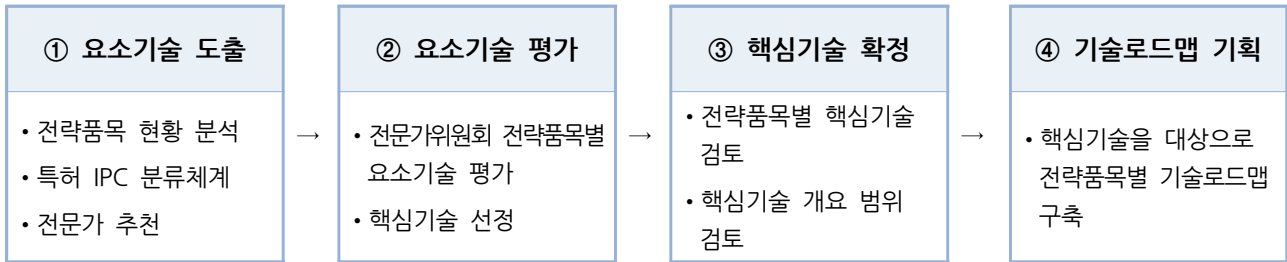 ① 요소기술 도출
• 전략품목 현황 분석
• 특허 IPC 분류체계
• 전문가 추천
→
② 요소기술 평가
• 전문가위원회 전략품목별
요소기술 평가
• 핵심기술 선정
→
③ 핵심기술 확정
• 전략품목별 핵심기술
검토
• 핵심기술 개요 범위
검토
→
④ 기술로드맵 기획
• 핵심기술을 대상으로
전략품목별 기술로드맵
구축